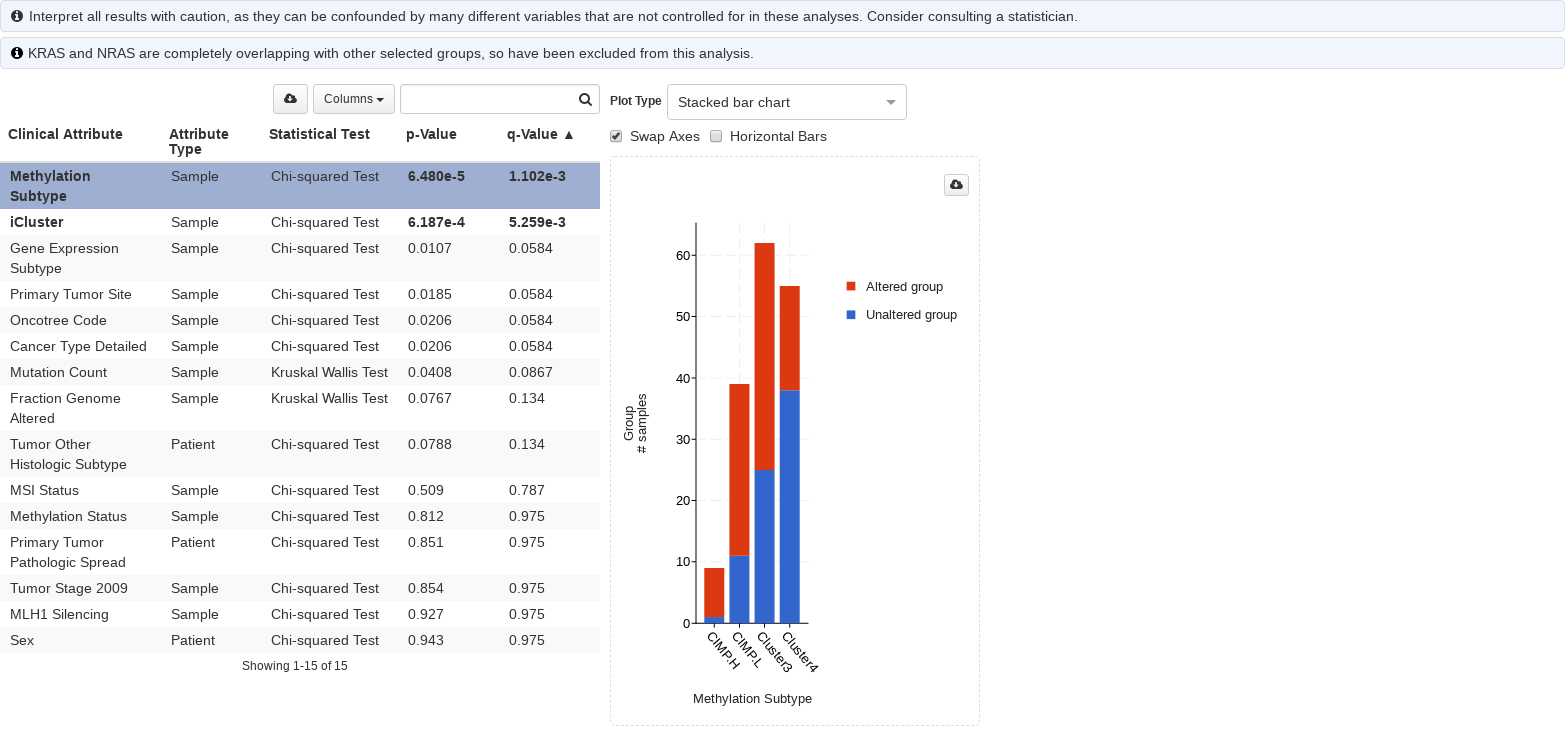 Interpret all results with caution, as they can be confounded by many different variables that are not controlled for in these analyses. Consider consulting a statistician.
KRAS and NRAS are completely overlapping with other selected groups, so have been excluded from this analysis.
Columns
Clinical Attribute Attribute Type Statistical Test p-Value q-Value ▲
Methylation Subtype Sample Chi-squared Test 6.480e-5 1.102e-3
iCluster Sample Chi-squared Test 6.187e-4 5.259e-3
Gene Expression Subtype Sample Chi-squared Test 0.0107 0.0584
Primary Tumor Site Sample Chi-squared Test 0.0185 0.0584
Oncotree Code Sample Chi-squared Test 0.0206 0.0584
Cancer Type Detailed Sample Chi-squared Test 0.0206 0.0584
Mutation Count Sample Kruskal Wallis Test 0.0408 0.0867
Fraction Genome Altered Sample Kruskal Wallis Test 0.0767 0.134
Tumor Other Histologic Subtype Patient Chi-squared Test 0.0788 0.134
MSI Status Sample Chi-squared Test 0.509 0.787
Methylation Status Sample Chi-squared Test 0.812 0.975
Primary Tumor Pathologic Spread Patient Chi-squared Test 0.851 0.975
Tumor Stage 2009 Sample Chi-squared Test 0.854 0.975
MLH1 Silencing Sample Chi-squared Test 0.927 0.975
Sex Patient Chi-squared Test 0.943 0.975
Showing 1-15 of 15
Plot Type Stacked bar chart
Swap Axes Horizontal Bars
60
50
40
30
20
10
0
Group
# samples
CIMP.H
CIMP.L
Cluster3
Cluster4
Methylation Subtype
Altered group
Unaltered group